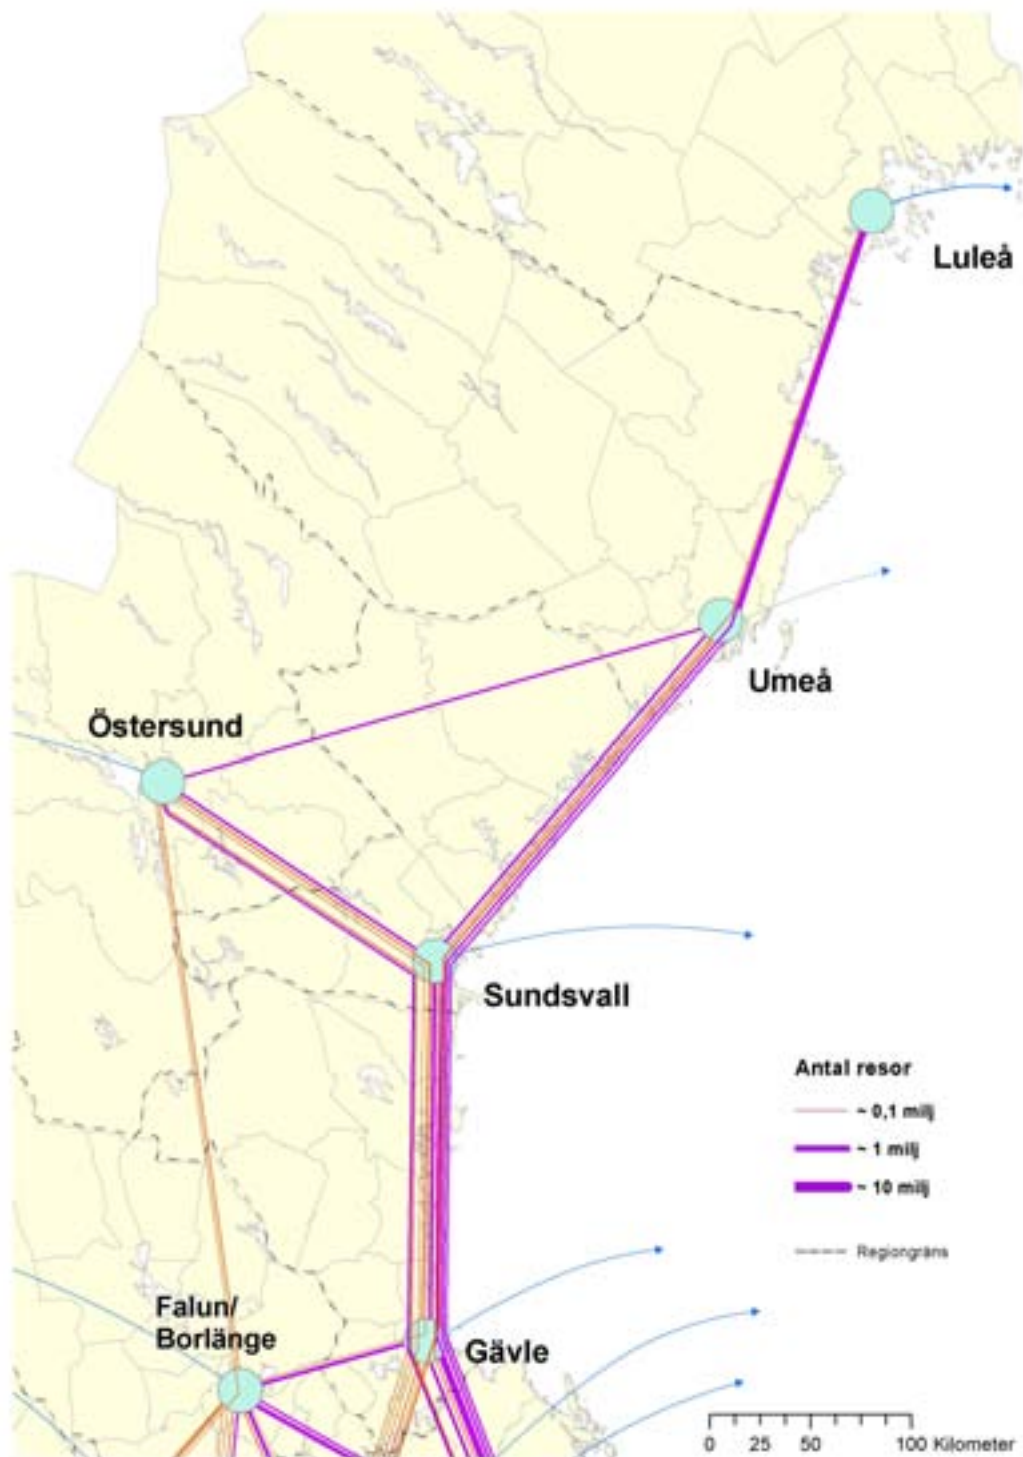 Luleå
Umeå
Östersund
Sundsvall
Antal resor
~ 0,1 milj
~ 1 milj
~ 10 milj
Regiongräns
Falun/
Borlänge
Gävle
0 25 50 100 Kilometer